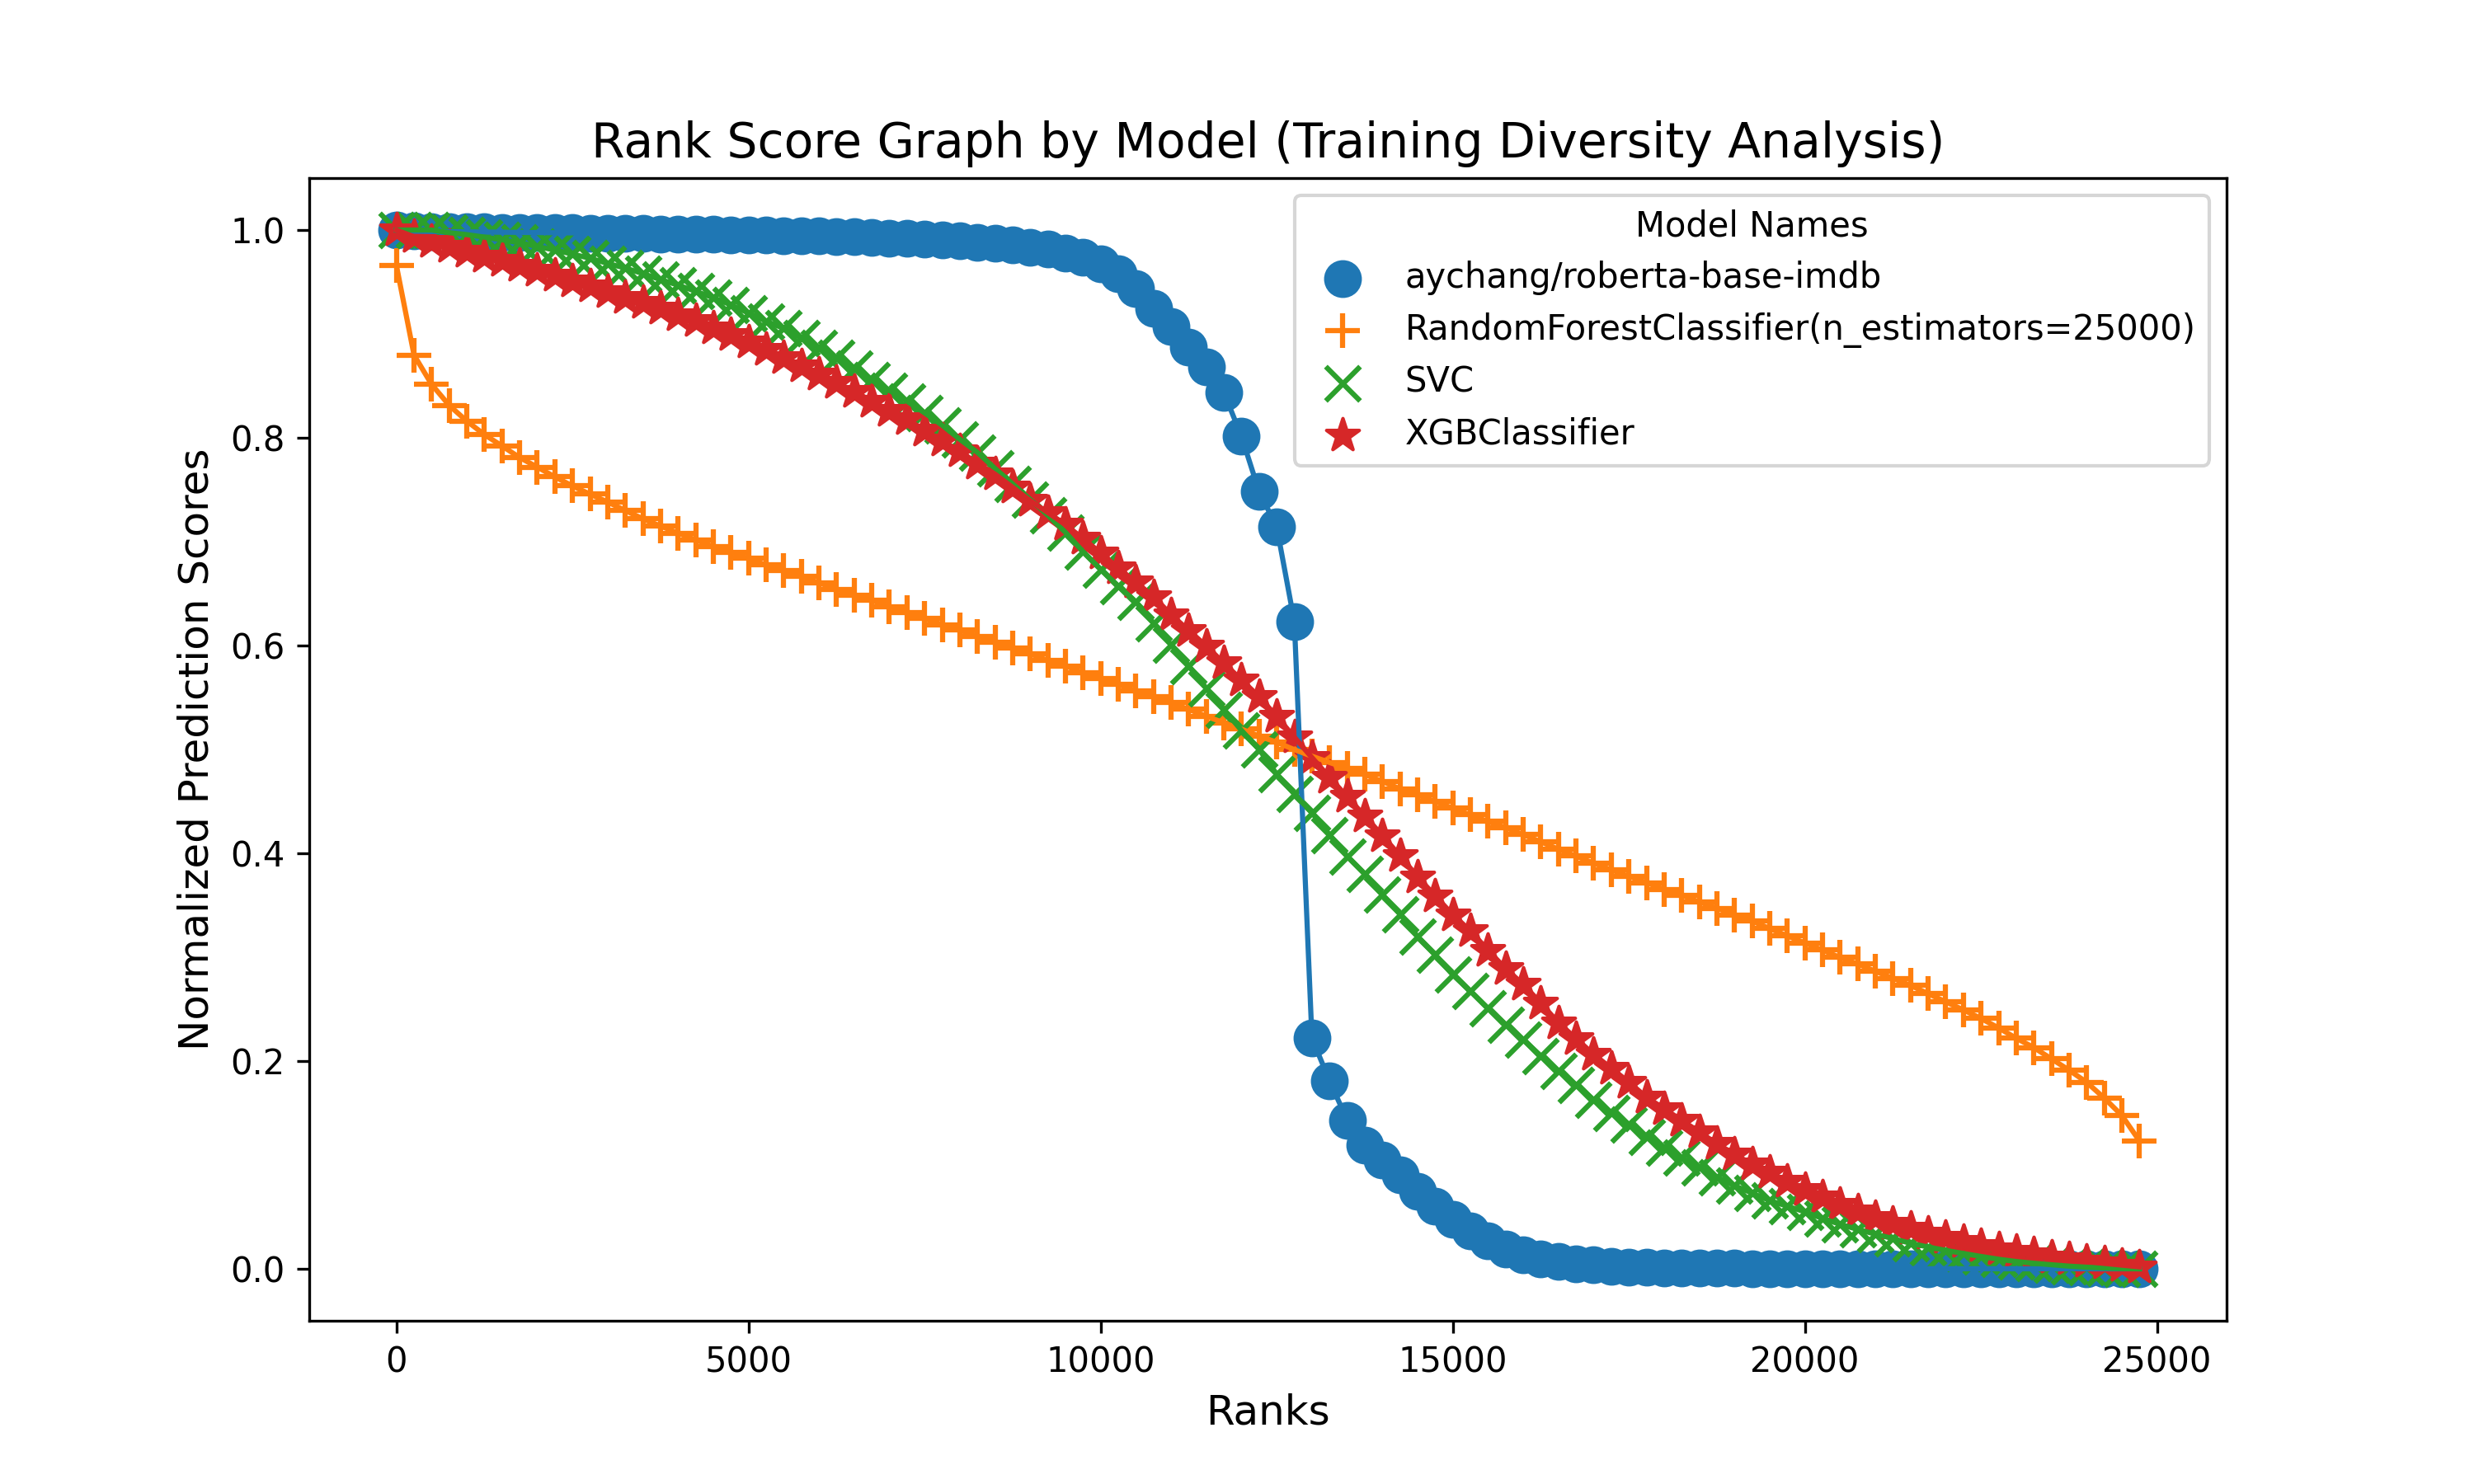 Rank Score Graph by Model (Training Diversity Analysis)
Model Names
aychang/roberta-base-imdb
RandomForestClassifier(n_estimators=25000)
SVC
XGBClassifier
Normalized Prediction Scores
1.0
0.8
0.6
0.4
0.2
0.0
0 5000 10000 15000 20000 25000
Ranks